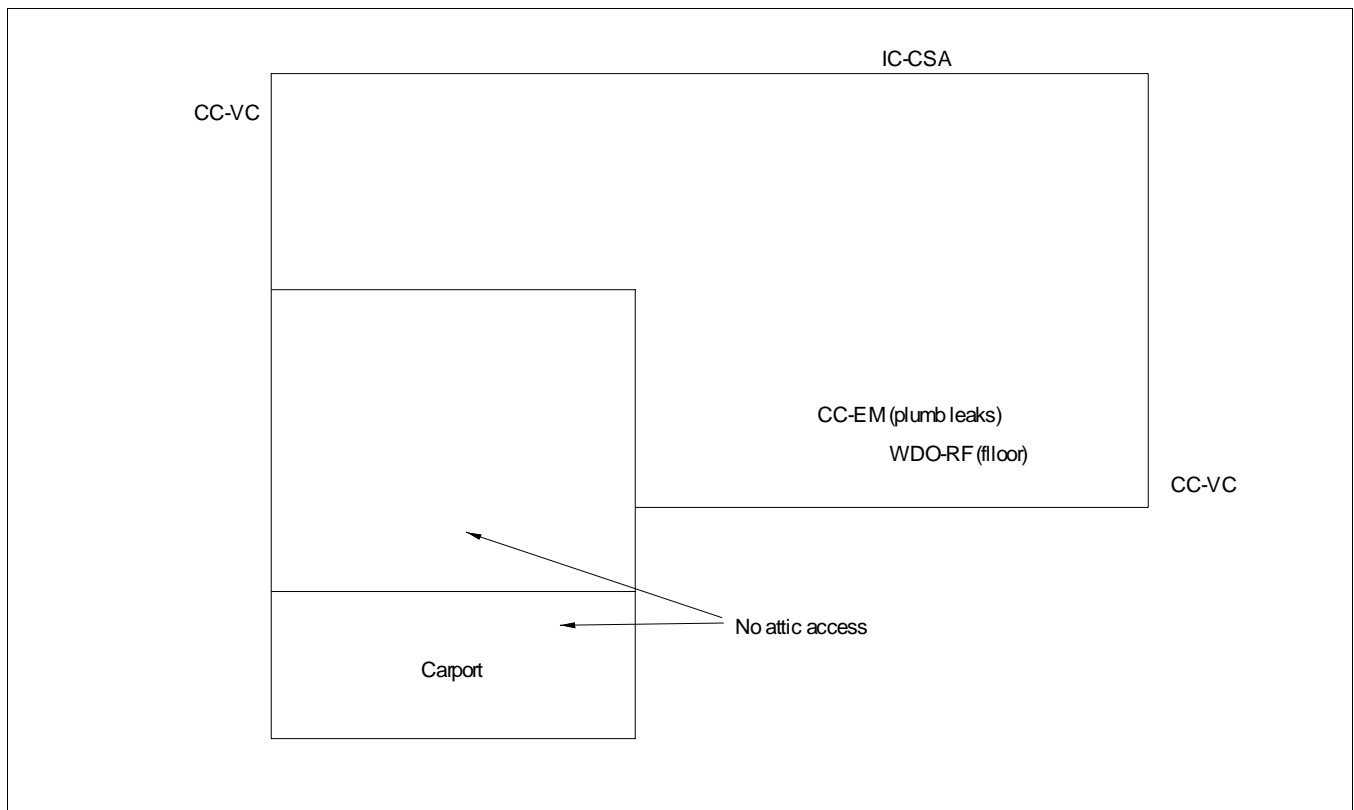 IC-CSA
CC-VC
CC-EM (plumb leaks)
WDO-RF (flloor)
CC-VC
No attic access
Carport